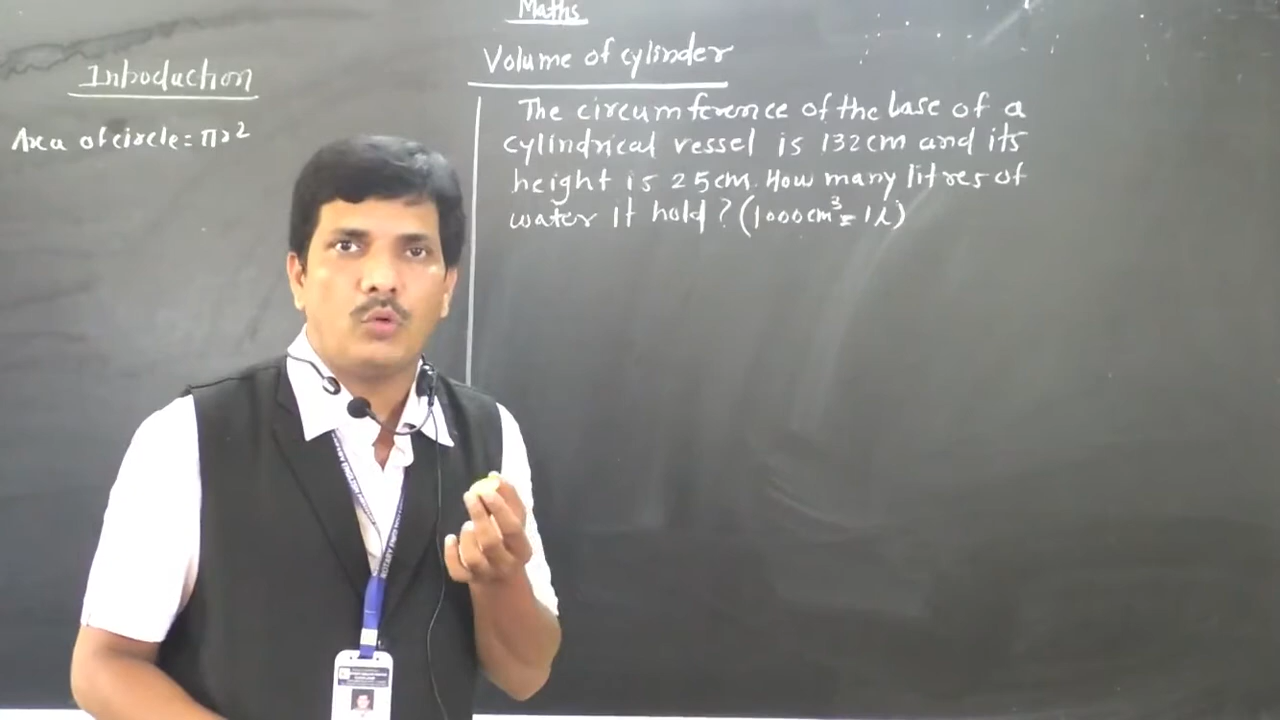 Maths
Volume of cylinder
Introduction
Area of circle = πr²
The circumference of the base of a
cylindrical vessel is 132cm and its
height is 25cm. How many litres of
water It hold? (1000cm³ = 1l)